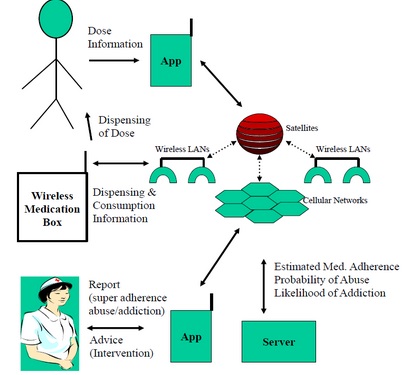 Dose
Information
App
Satellites
Dispensing
of Dose
Wireless LANs
Wireless LANs
Wireless
Medication
Box
Dispensing &
Consumption
Information
Cellular Networks
Estimated Med. Adherence
Probability of Abuse
Likelihood of Addiction
Report
(super adherence
abuse/addiction)
Advice
(Intervention)
App
Server